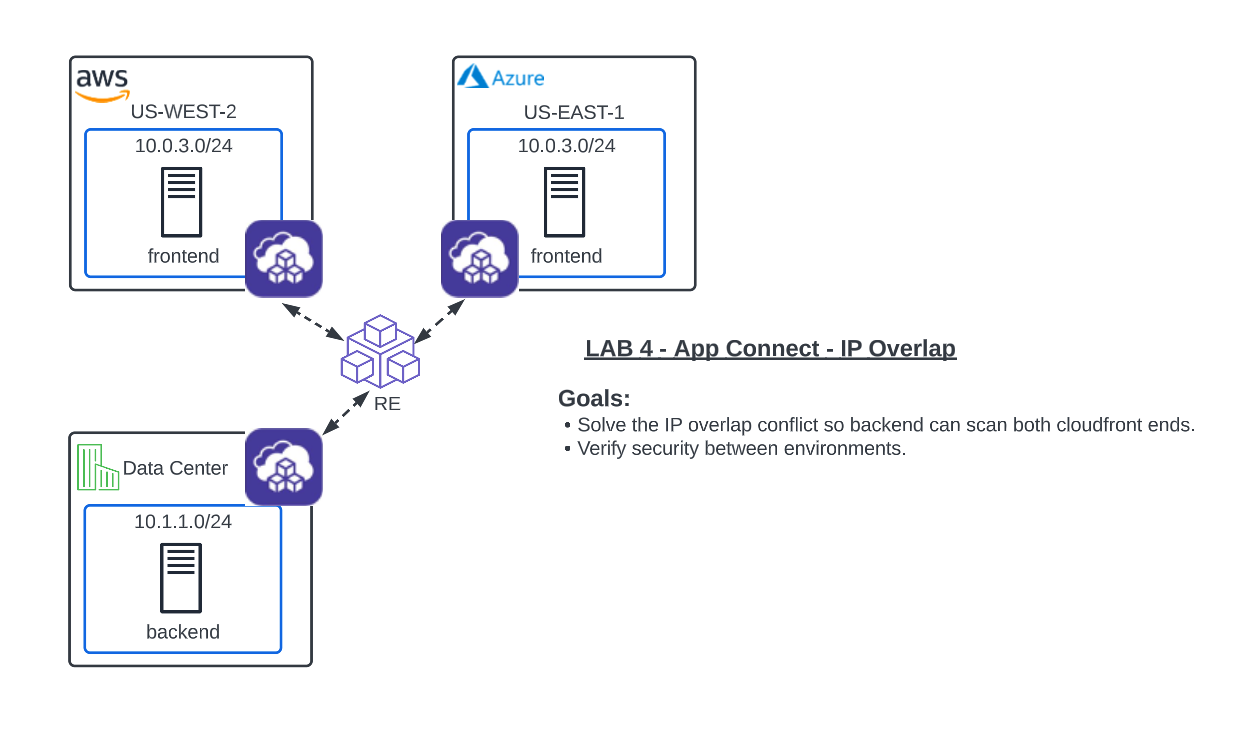 aws
US-WEST-2
10.0.3.0/24
frontend
Azure
US-EAST-1
10.0.3.0/24
frontend
RE
LAB 4 - App Connect - IP Overlap
Goals:
• Solve the IP overlap conflict so backend can scan both cloudfront ends.
• Verify security between environments.
Data Center
10.1.1.0/24
backend